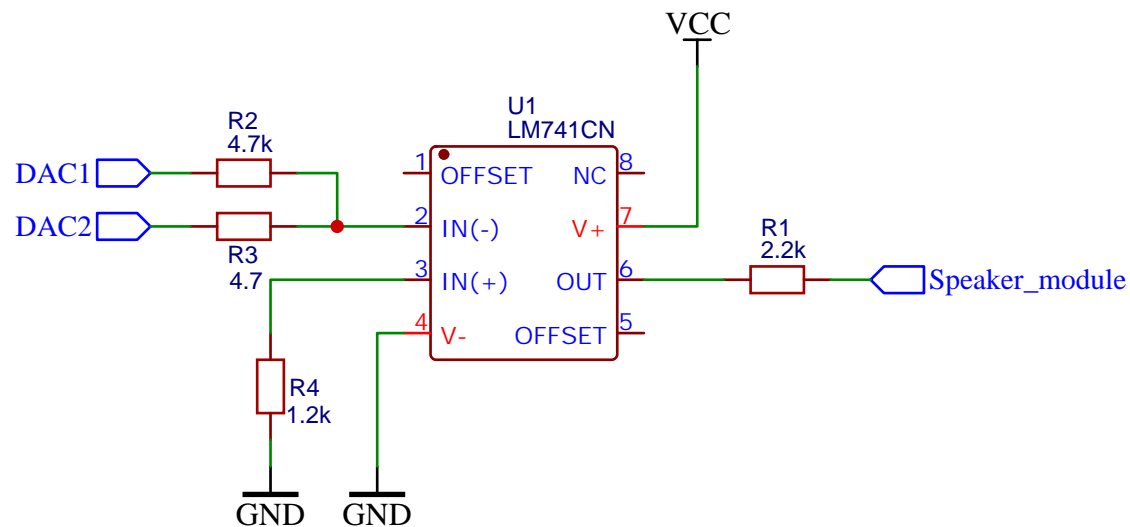 VCC
U1
LM741CN
R2
4.7k
DAC1
1
OFFSET
NC
8
DAC2
2
IN(-)
V+
7
R3
4.7
R1
2.2k
3
IN(+)
OUT
6
Speaker_module
4
V-
OFFSET
5
R4
1.2k
GND
GND